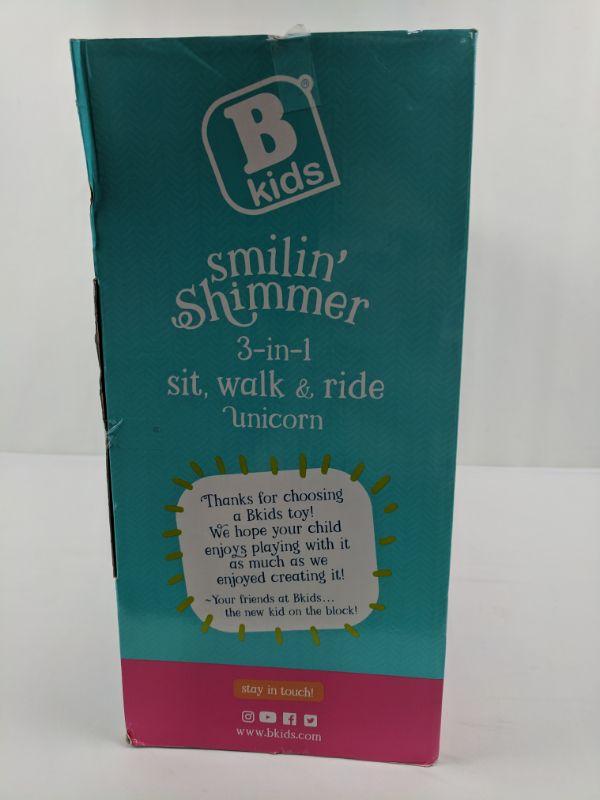 B®
kids
smilin'
Shimmer
3-in-1
sit, walk & ride
unicorn
Thanks for choosing
a Bkids toy!
We hope your child
enjoys playing with it
as much as we
enjoyed creating it!
~Your friends at Bkids...
the new kid on the block!
stay in touch!
www.bkids.com